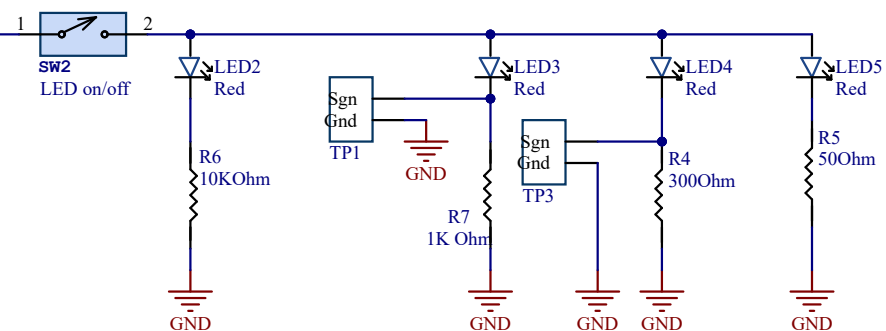 1
2
SW2
LED on/off
LED2
Red
LED3
Red
LED4
Red
LED5
Red
Sgn
Gnd
TP1
GND
Sgn
Gnd
TP3
R6
10KOhm
R7
1K Ohm
R4
300Ohm
R5
50Ohm
GND
GND
GND
GND
GND